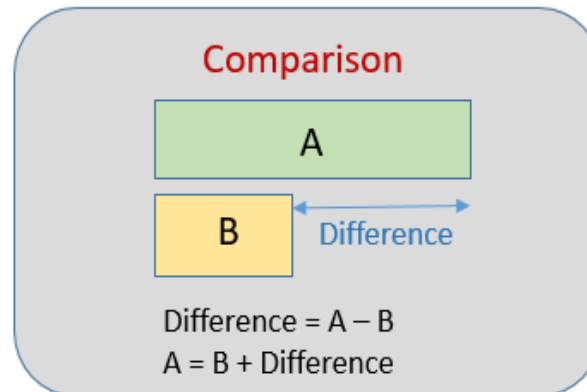 Comparison
A
B
Difference
Difference = A – B
A = B + Difference